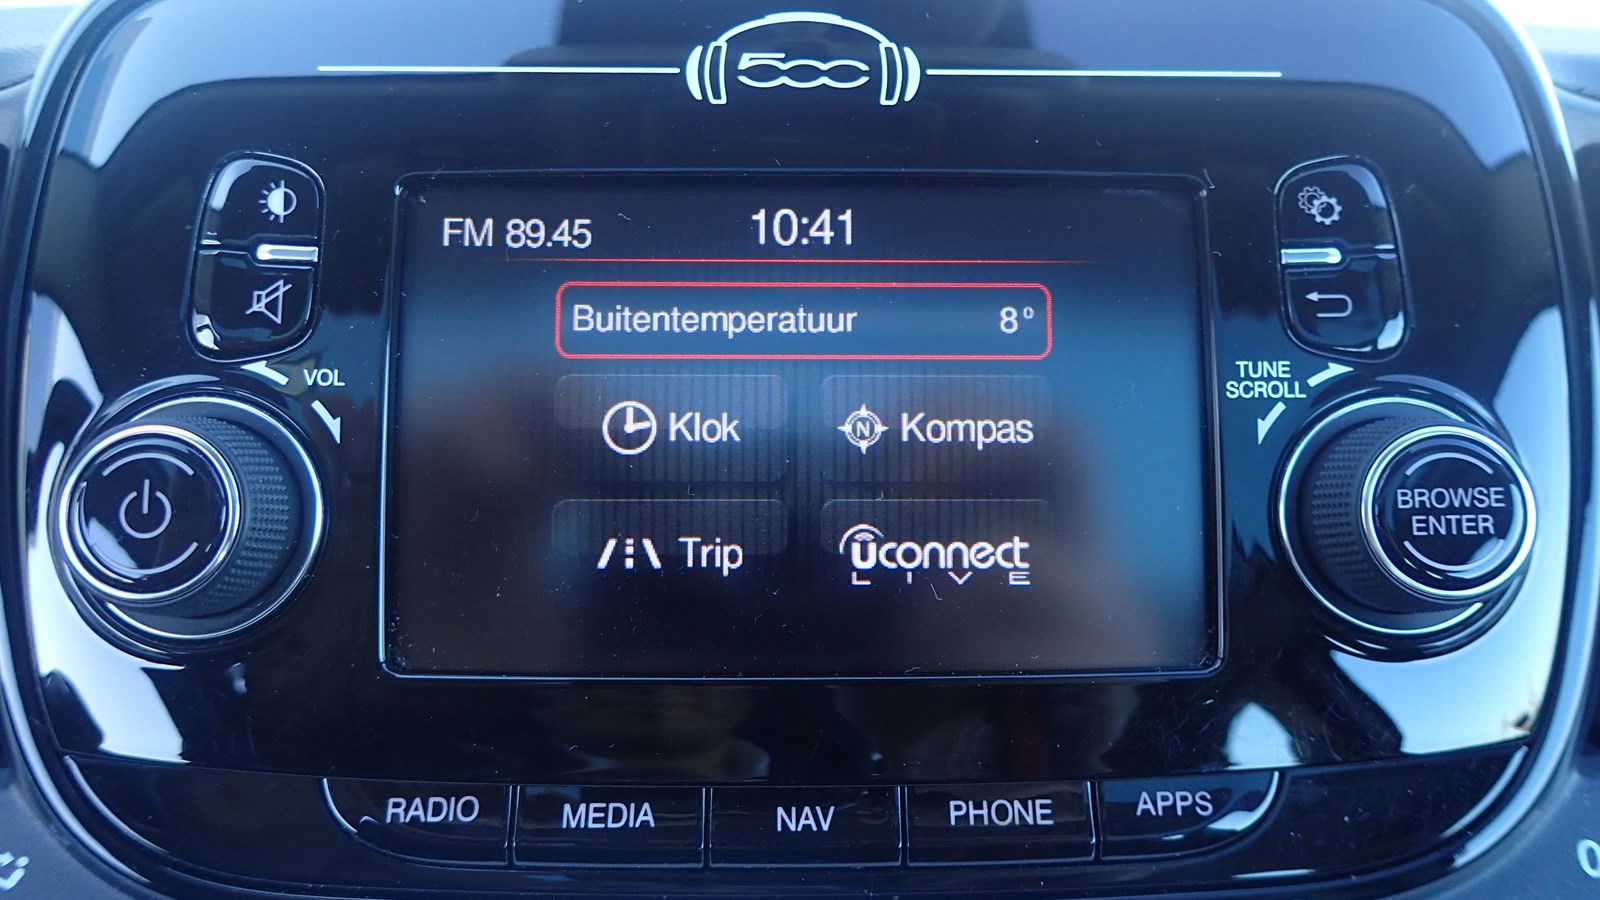 500
FM 89.45 10:41
Buitentemperatuur 8°
VOL
TUNE
SCROLL
Klok
N Kompas
BROWSE
ENTER
Trip
uconnect
LIVE
RADIO MEDIA NAV PHONE APPS